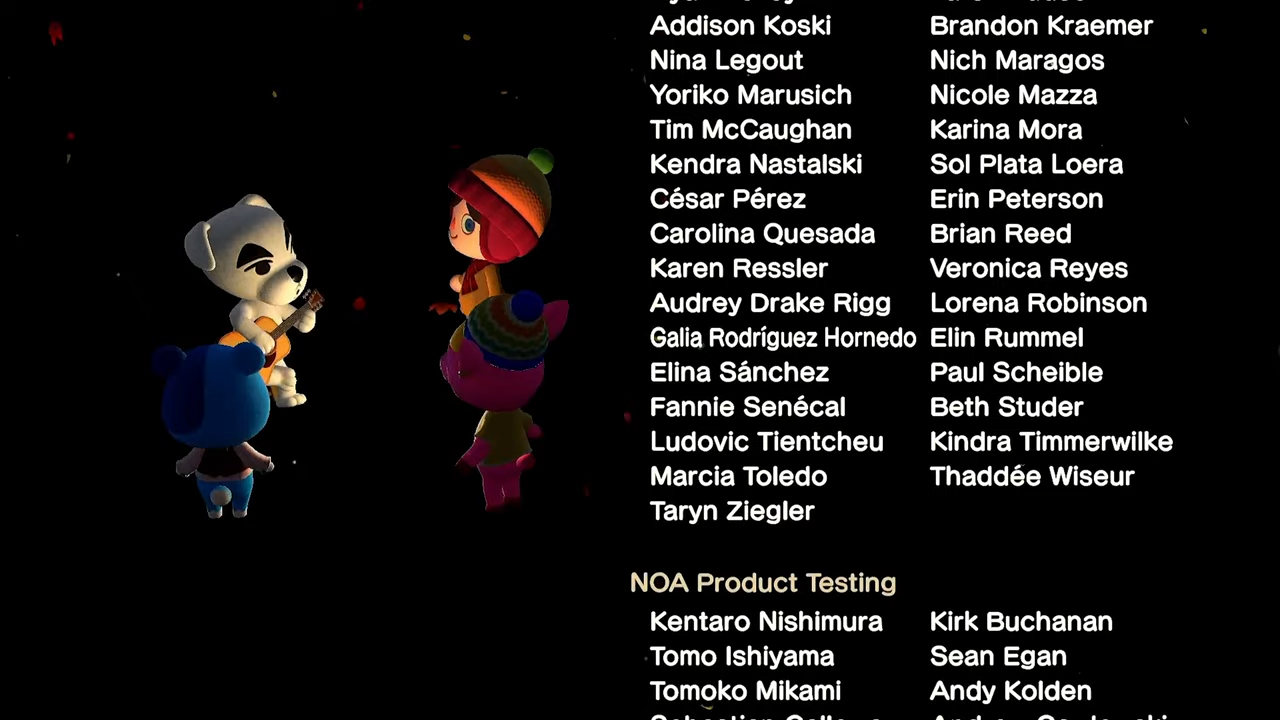 Addison Koski Brandon Kraemer
Nina Legout Nich Maragos
Yoriko Marusich Nicole Mazza
Tim McCaughan Karina Mora
Kendra Nastalski Sol Plata Loera
César Pérez Erin Peterson
Carolina Quesada Brian Reed
Karen Ressler Veronica Reyes
Audrey Drake Rigg Lorena Robinson
Galia Rodríguez Hornedo Elin Rummel
Elina Sánchez Paul Scheible
Fannie Senécal Beth Studer
Ludovic Tientcheu Kindra Timmerwilke
Marcia Toledo Thaddée Wiseur
Taryn Ziegler
NOA Product Testing
Kentaro Nishimura Kirk Buchanan
Tomo Ishiyama Sean Egan
Tomoko Mikami Andy Kolden